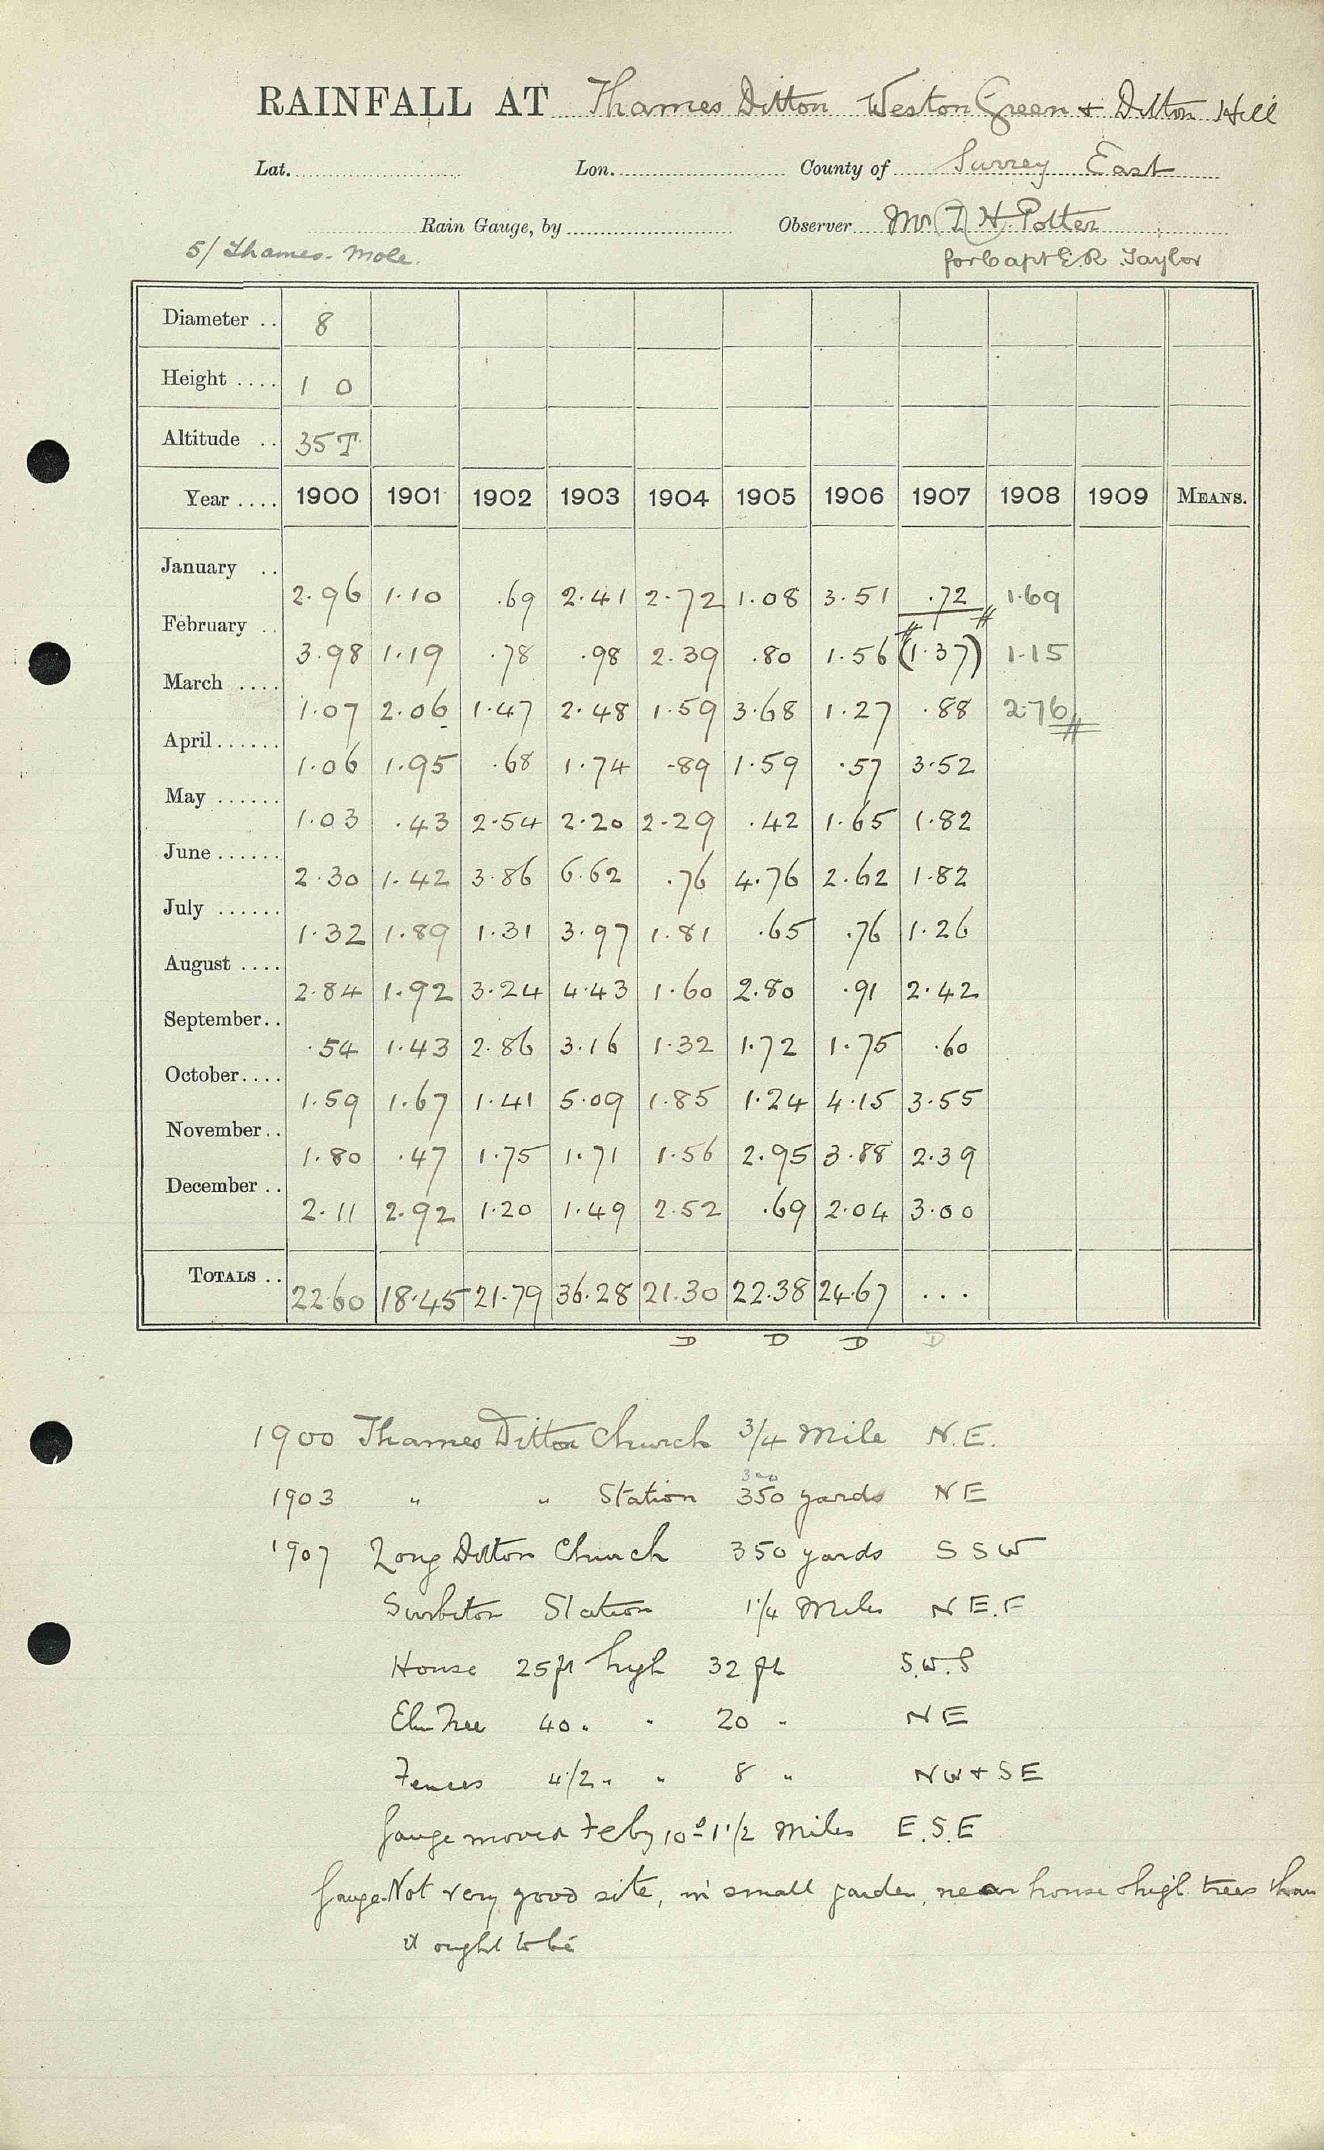 RAINFALL AT Thames Ditton Weston Green & Ditton Hill
Lat. Lon. County of Surrey East
Rain Gauge, by Observer Mr T H Potter
5/ Thames-Mole. for Capt E.R. Taylor
Diameter .. 8
Height .... 1 0
Altitude .. 35 T
Year .... 1900 1901 1902 1903 1904 1905 1906 1907 1908 1909 MEANS.
January .. 2.96 1.10 .69 2.41 2.72 1.08 3.51 .72 1.69
February .. 3.98 1.19 .78 .98 2.39 .80 1.56 (1.37) 1.15
March .... 1.07 2.06 1.47 2.48 1.59 3.68 1.27 .88 2.76
April ...... 1.06 1.95 .68 1.74 .89 1.59 .57 3.52
May ...... 1.03 .43 2.54 2.20 2.29 .42 1.65 1.82
June ...... 2.30 1.42 3.86 6.62 .76 4.76 2.62 1.82
July ...... 1.32 1.89 1.31 3.97 1.81 .65 .76 1.26
August .... 2.84 1.92 3.24 4.43 1.60 2.80 .91 2.42
September.. .54 1.43 2.86 3.16 1.32 1.72 1.75 .60
October.... 1.59 1.67 1.41 5.09 1.85 1.24 4.15 3.55
November.. 1.80 .47 1.75 1.71 1.56 2.95 3.88 2.39
December .. 2.11 2.92 1.20 1.49 2.52 .69 2.04 3.00
TOTALS .. 22.60 18.45 21.79 36.28 21.30 22.38 24.67 ...
D D D D
1900 Thames Ditton Church 3/4 Mile N.E.
300
1903 " " Station 350 yards NE
1907 Long Ditton Church 350 yards SSW
Surbiton Station 1 1/4 Miles N E.E
House 25 ft high 32 ft S.W.S
Elm Tree 40 " " 20 " NE
Fences 4 1/2 " " 8 " NW & SE
Gauge moved Feby 10th 1 1/2 Miles E.S.E
Gauge. Not very good site, in small garden, nearer house & high trees than
it ought to be